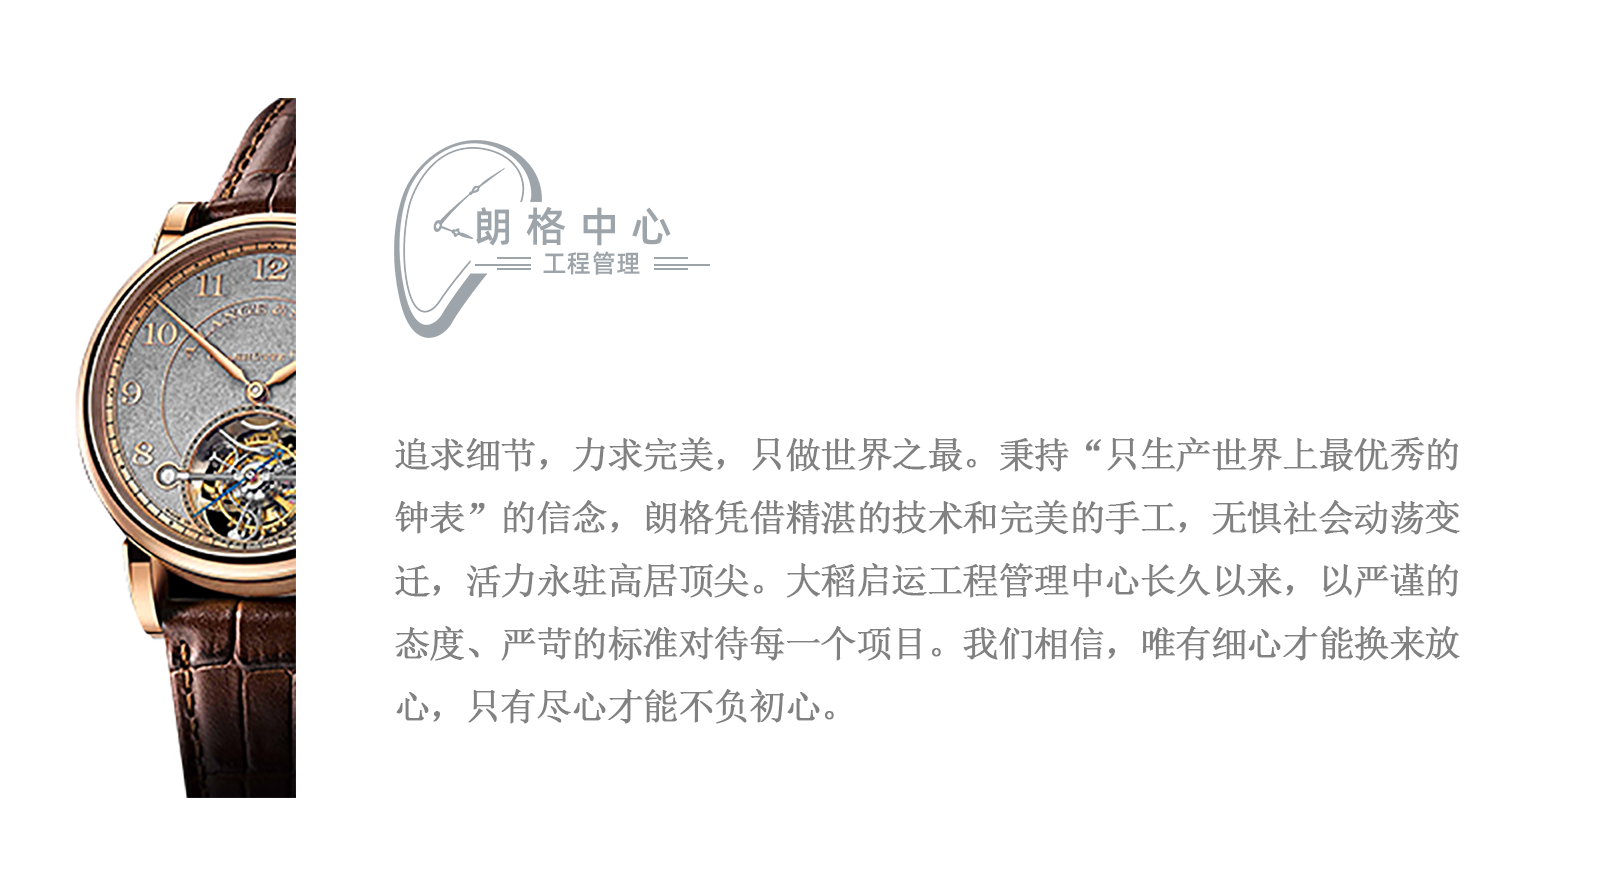 朗格中心
工程管理
12
11
10
9
8
追求细节，力求完美，只做世界之最。秉持“只生产世界上最优秀的
钟表”的信念，朗格凭借精湛的技术和完美的手工，无惧社会动荡变
迁，活力永驻高居顶尖。大稻启运工程管理中心长久以来，以严谨的
态度、严苛的标准对待每一个项目。我们相信，唯有细心才能换来放
心，只有尽心才能不负初心。